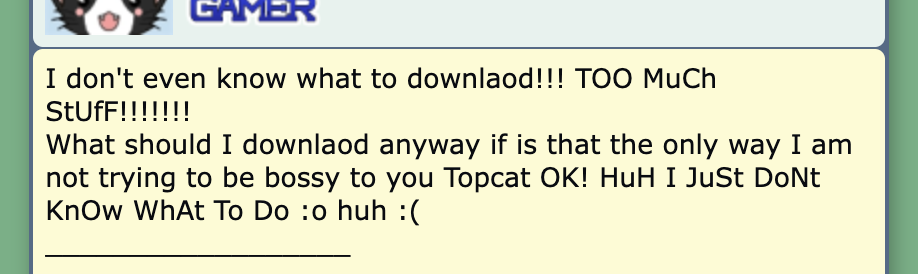 GAMER
I don't even know what to downlaod!!! TOO MuCh
StUfF!!!!!!!
What should I downlaod anyway if is that the only way I am
not trying to be bossy to you Topcat OK! HuH I JuSt DoNt
KnOw WhAt To Do :o huh :(